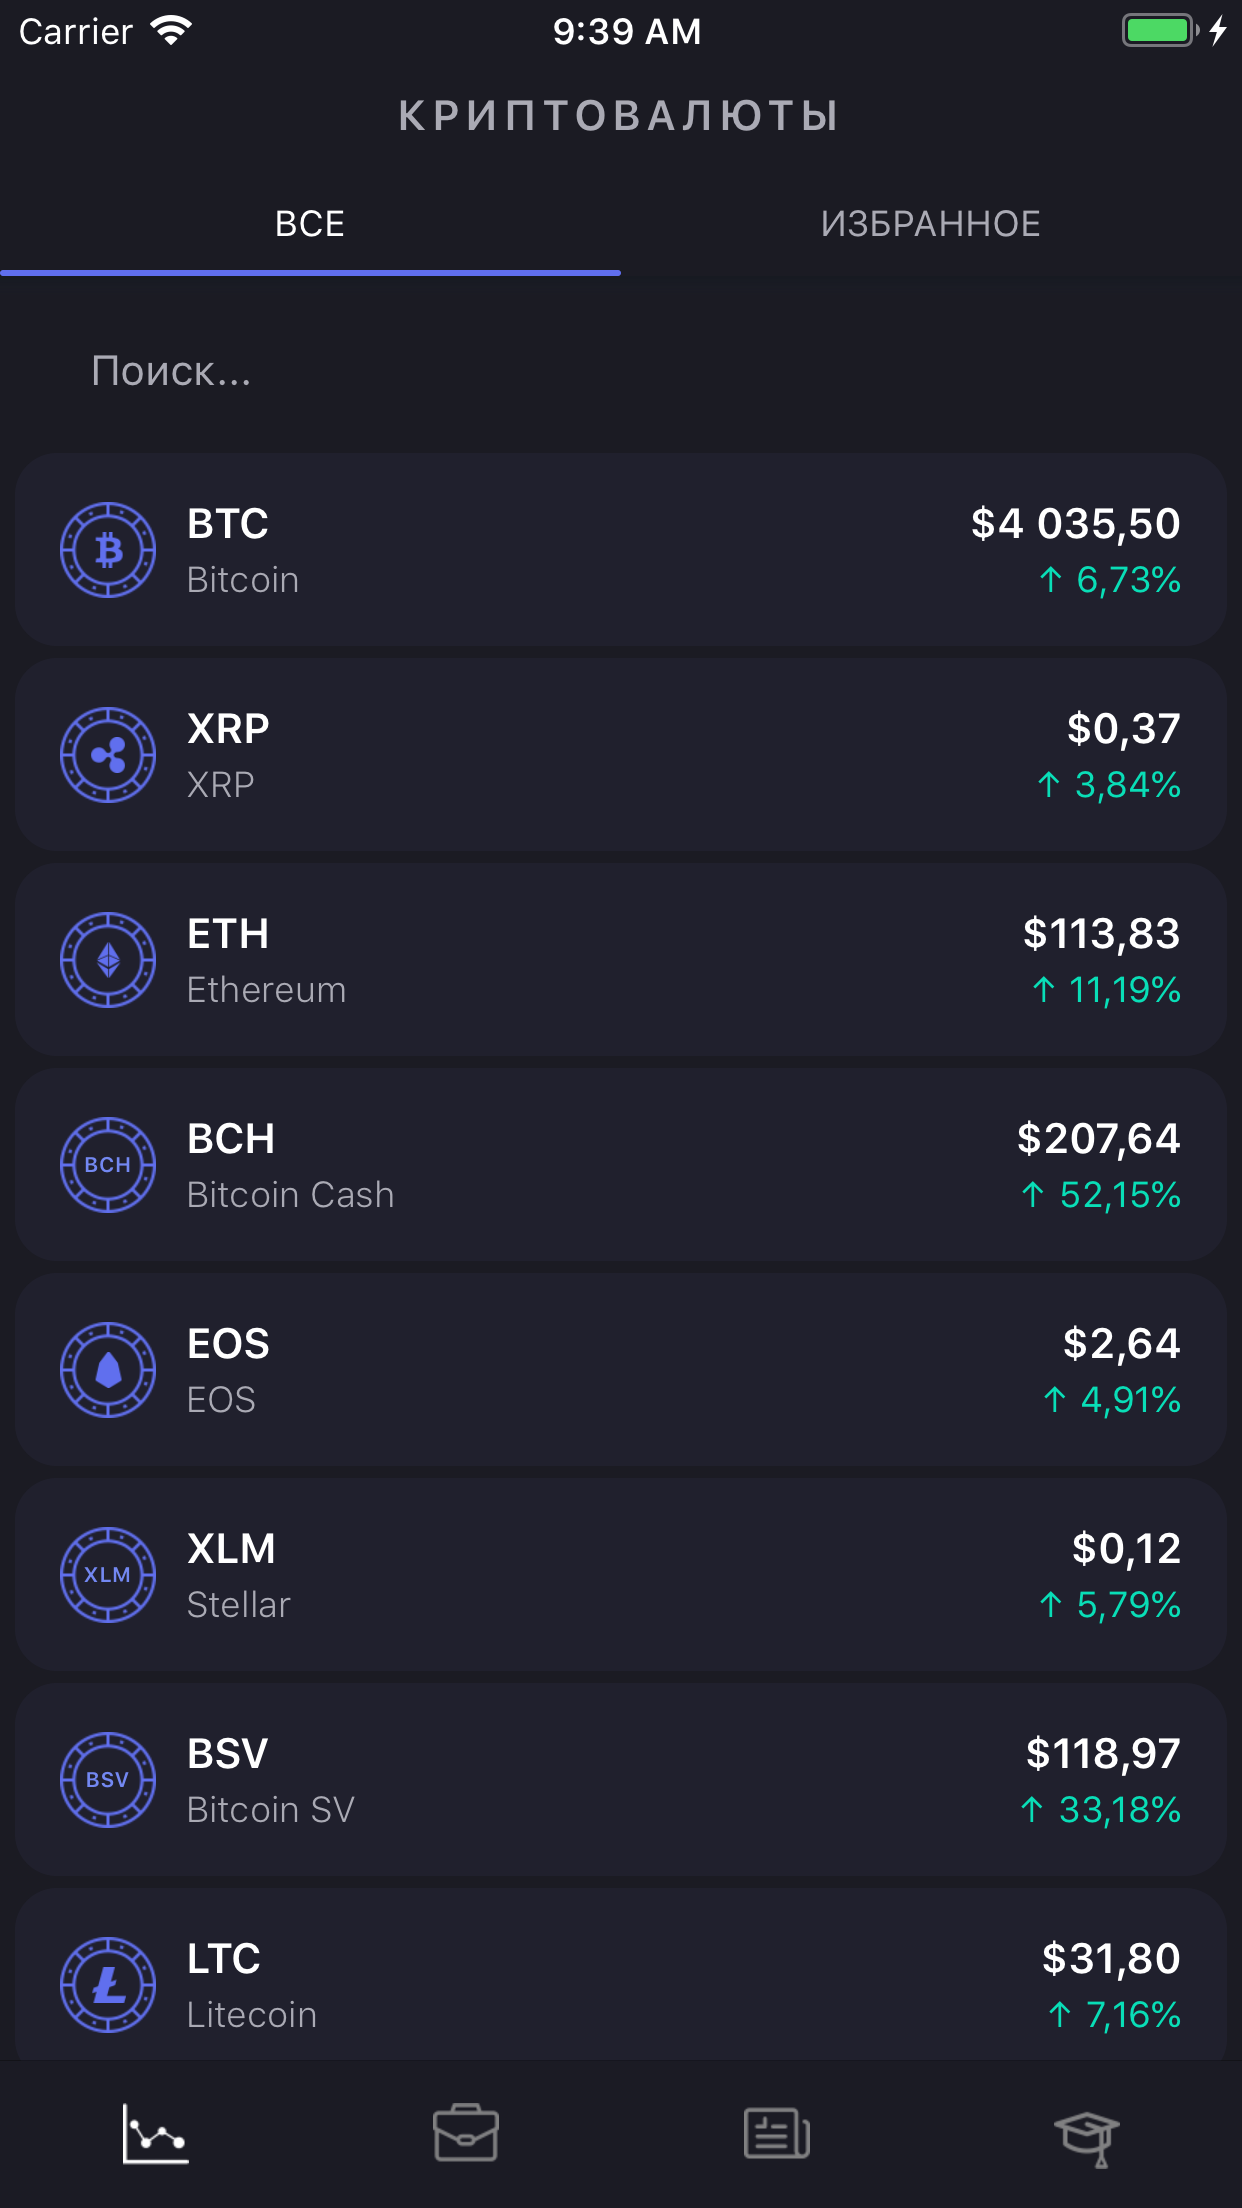 Carrier 9:39 AM
КРИПТОВАЛЮТЫ
ВСЕ ИЗБРАННОЕ
Поиск...
BTC $4 035,50
Bitcoin ↑ 6,73%
XRP $0,37
XRP ↑ 3,84%
ETH $113,83
Ethereum ↑ 11,19%
BCH BCH $207,64
Bitcoin Cash ↑ 52,15%
EOS $2,64
EOS ↑ 4,91%
XLM XLM $0,12
Stellar ↑ 5,79%
BSV BSV $118,97
Bitcoin SV ↑ 33,18%
LTC $31,80
Litecoin ↑ 7,16%